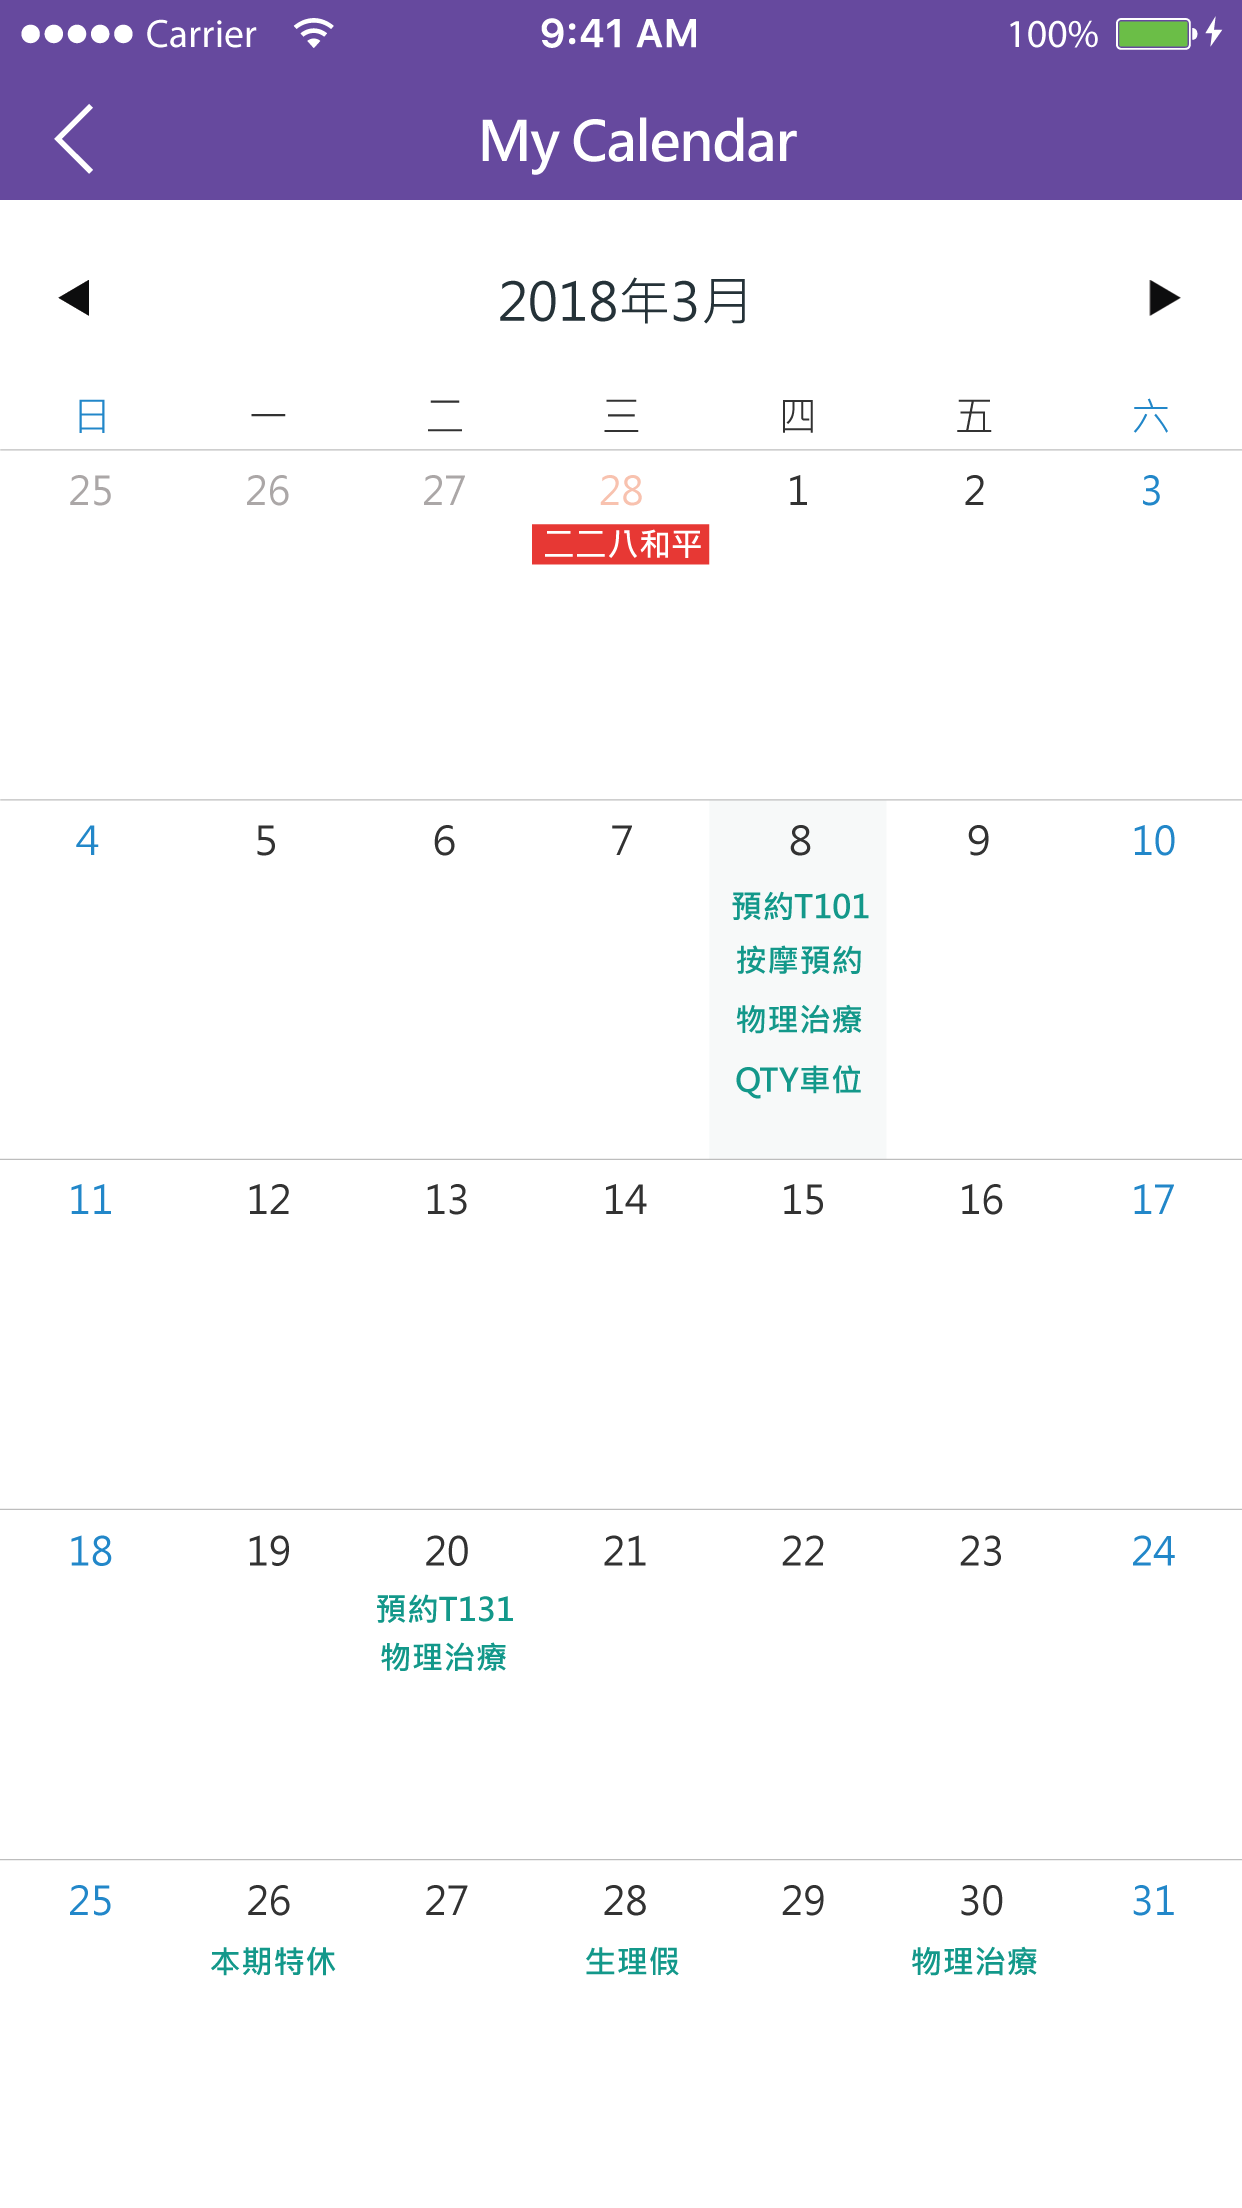 Carrier 9:41 AM 100%
My Calendar
2018年3月
日 一 二 三 四 五 六
25 26 27 28 1 2 3
二二八和平
4 5 6 7 8 9 10
預約T101
按摩預約
物理治療
QTY車位
11 12 13 14 15 16 17
18 19 20 21 22 23 24
預約T131
物理治療
25 26 27 28 29 30 31
本期特休 生理假 物理治療